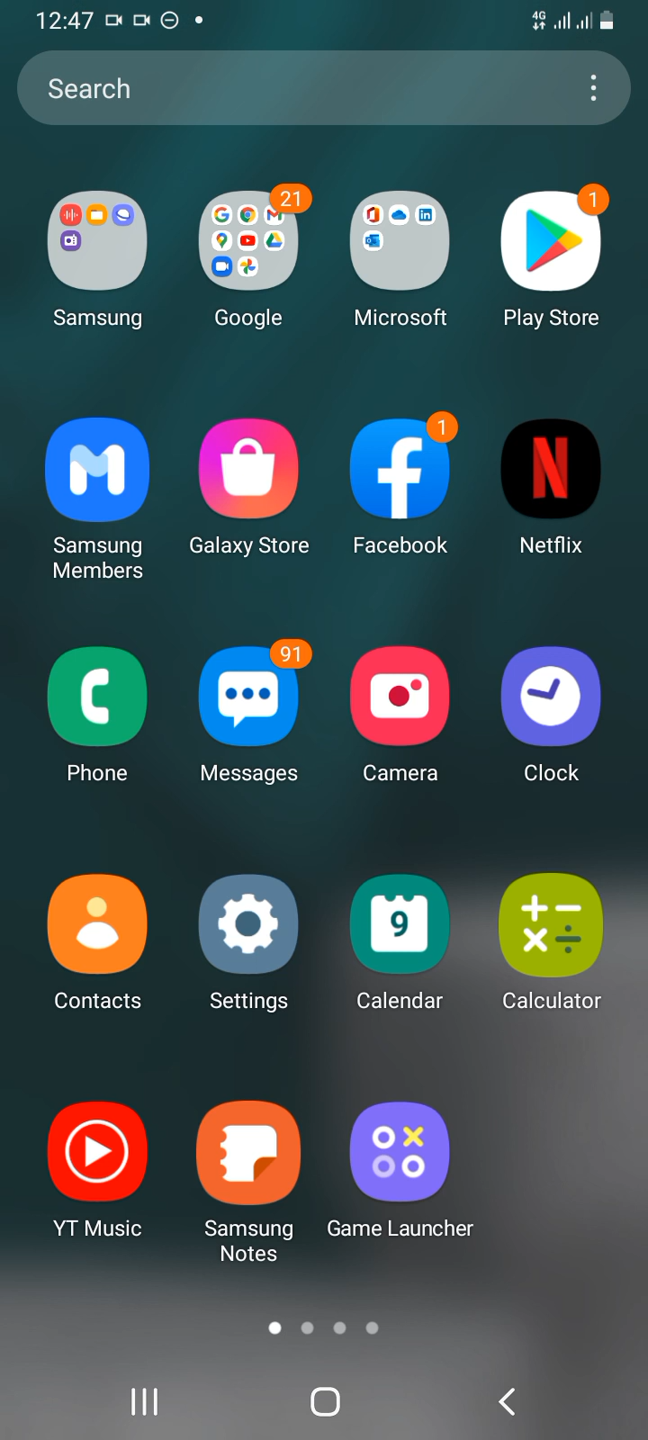 12:47
4G
Search
21
1
Samsung
Google
Microsoft
Play Store
1
Samsung
Members
Galaxy Store
Facebook
Netflix
91
Phone
Messages
Camera
Clock
9
Contacts
Settings
Calendar
Calculator
YT Music
Samsung
Notes
Game Launcher